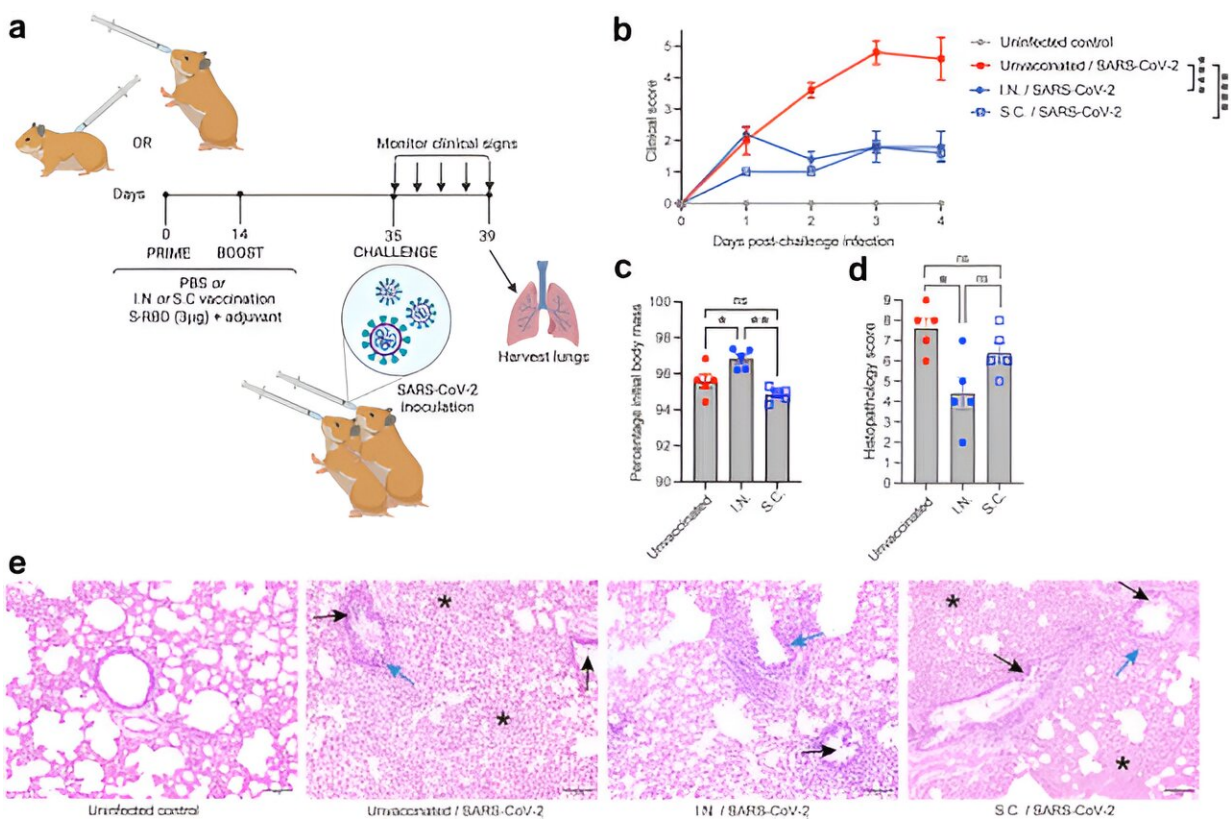 a
OR
Monitor clinical signs
Days
0
14
35
39
PRIME
BOOST
CHALLENGE
PBS or
I.N. or S.C vaccination
S-RBD (3µg) + adjuvant
Harvest lungs
SARS-CoV-2
inoculation
b
Clinical score
5
4
3
2
1
0
0
1
2
3
4
Days post-challenge infection
Uninfected control
Unvaccinated / SARS-CoV-2
I.N. / SARS-CoV-2
S.C. / SARS-CoV-2
****
c
Percentage initial body mass
100
98
96
94
92
90
ns
*
**
Unvaccinated
I.N.
S.C.
d
Histopathology score
9
8
7
6
5
4
3
2
1
0
ns
*
ns
Unvaccinated
I.N.
S.C.
e
*
*
*
*
Uninfected control
Unvaccinated / SARS-CoV-2
I.N. / SARS-CoV-2
S.C. / SARS-CoV-2